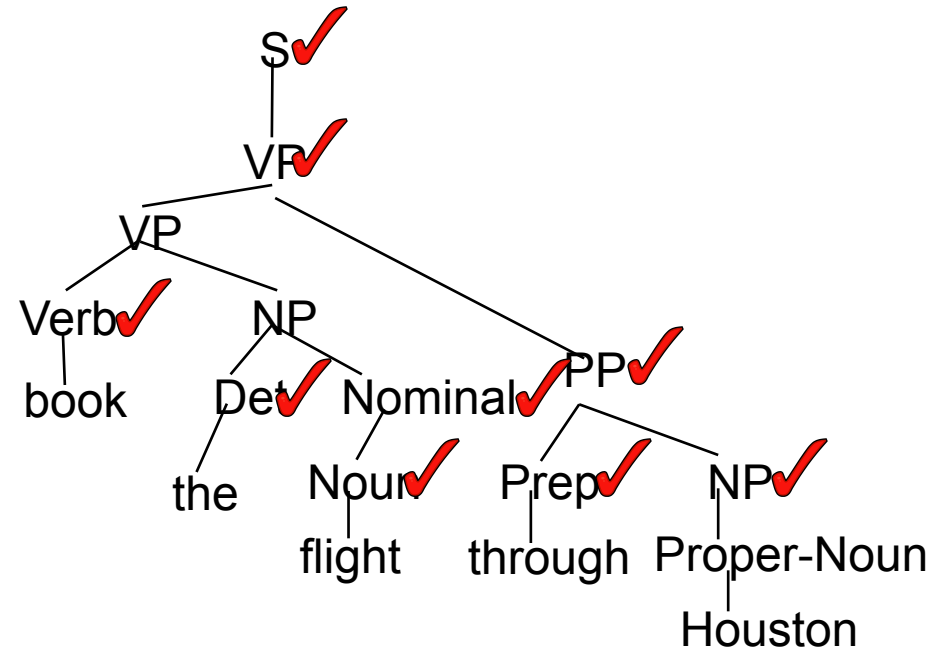 S
VP
VP
Verb NP
PP
book Det Nominal
the Noun Prep NP
flight through Proper-Noun
Houston